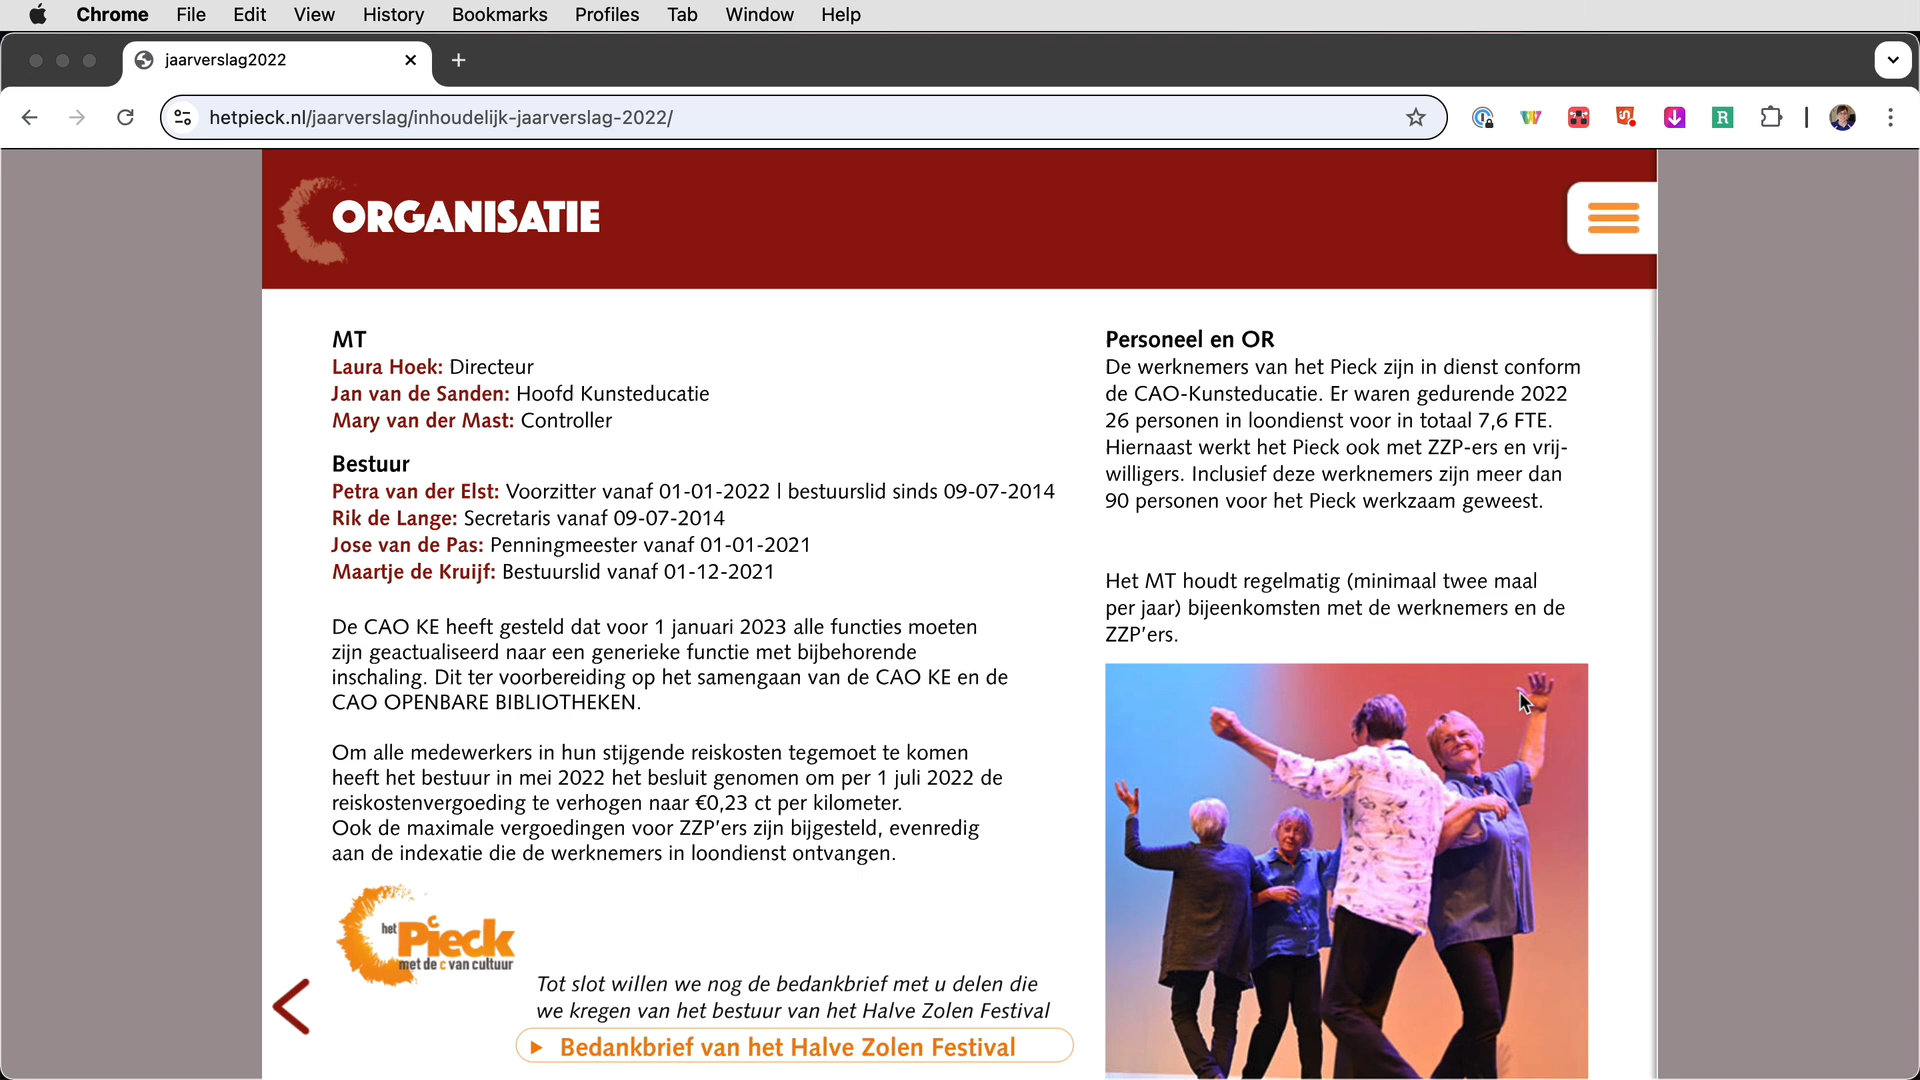 Chrome File Edit View History Bookmarks Profiles Tab Window Help
jaarverslag2022
hetpieck.nl/jaarverslag/inhoudelijk-jaarverslag-2022/
ORGANISATIE
MT
Laura Hoek: Directeur
Jan van de Sanden: Hoofd Kunsteducatie
Mary van der Mast: Controller
Bestuur
Petra van der Elst: Voorzitter vanaf 01-01-2022 | bestuurslid sinds 09-07-2014
Rik de Lange: Secretaris vanaf 09-07-2014
Jose van de Pas: Penningmeester vanaf 01-01-2021
Maartje de Kruijf: Bestuurslid vanaf 01-12-2021
De CAO KE heeft gesteld dat voor 1 januari 2023 alle functies moeten
zijn geactualiseerd naar een generieke functie met bijbehorende
inschaling. Dit ter voorbereiding op het samengaan van de CAO KE en de
CAO OPENBARE BIBLIOTHEKEN.
Om alle medewerkers in hun stijgende reiskosten tegemoet te komen
heeft het bestuur in mei 2022 het besluit genomen om per 1 juli 2022 de
reiskostenvergoeding te verhogen naar €0,23 ct per kilometer.
Ook de maximale vergoedingen voor ZZP'ers zijn bijgesteld, evenredig
aan de indexatie die de werknemers in loondienst ontvangen.
het Pieck
met de c van cultuur
Tot slot willen we nog de bedankbrief met u delen die
we kregen van het bestuur van het Halve Zolen Festival
Bedankbrief van het Halve Zolen Festival
Personeel en OR
De werknemers van het Pieck zijn in dienst conform
de CAO-Kunsteducatie. Er waren gedurende 2022
26 personen in loondienst voor in totaal 7,6 FTE.
Hiernaast werkt het Pieck ook met ZZP-ers en vrij-
willigers. Inclusief deze werknemers zijn meer dan
90 personen voor het Pieck werkzaam geweest.
Het MT houdt regelmatig (minimaal twee maal
per jaar) bijeenkomsten met de werknemers en de
ZZP'ers.